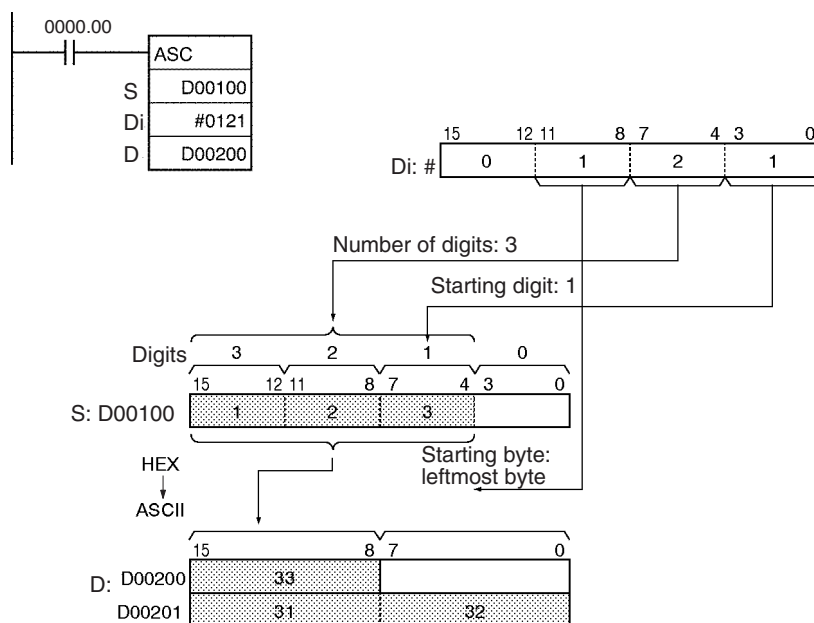 0000.00
ASC
S D00100
Di #0121
D D00200
15 12 11 8 7 4 3 0
Di: # 0 1 2 1
Number of digits: 3
Starting digit: 1
Digits 3 2 1 0
15 12 11 8 7 4 3 0
S: D00100 1 2 3
Starting byte:
leftmost byte
HEX
ASCII
15 8 7 0
D: D00200 33
D00201 31 32